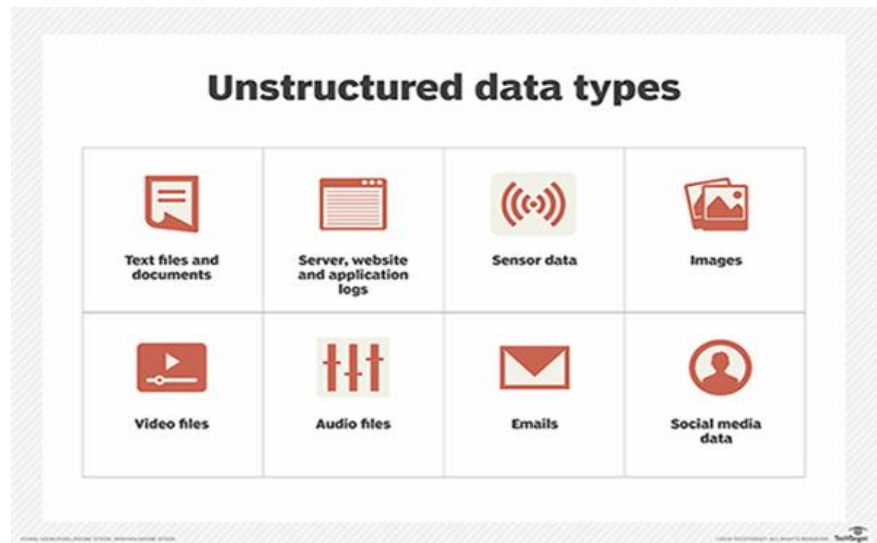 Unstructured data types
Text files and
documents
Server, website
and application
logs
Sensor data
Images
Video files
Audio files
Emails
Social media
data
TechTarget